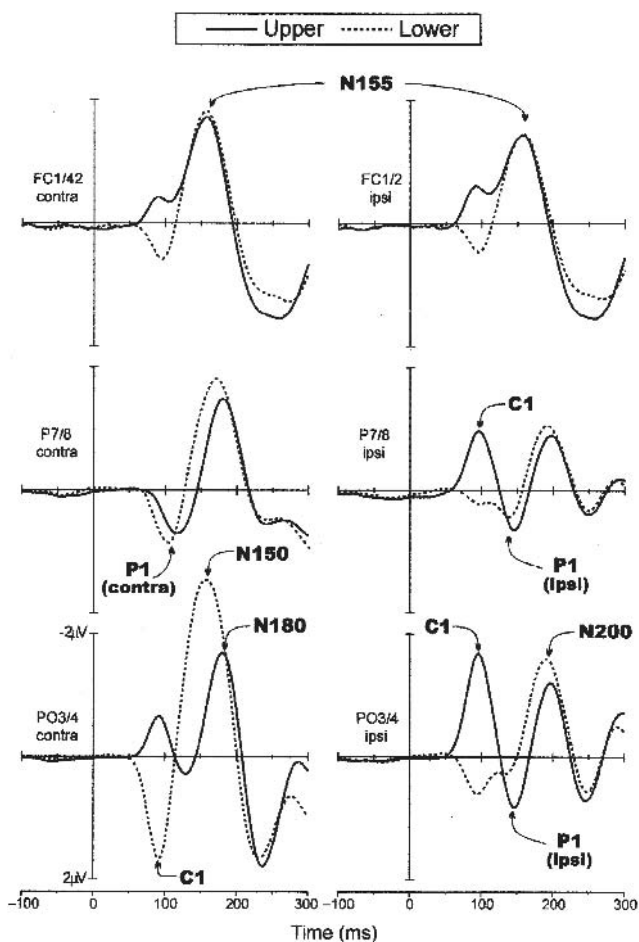 Upper Lower
N155
FC1/42
contra
FC1/2
ipsi
P7/8
contra
C1
P7/8
ipsi
P1
(contra)
N150
P1
(Ipsi)
-2µV
N180
C1
N200
PO3/4
contra
PO3/4
ipsi
P1
(Ipsi)
2µV
C1
-100 0 100 200 300
-100 0 100 200 300
Time (ms)